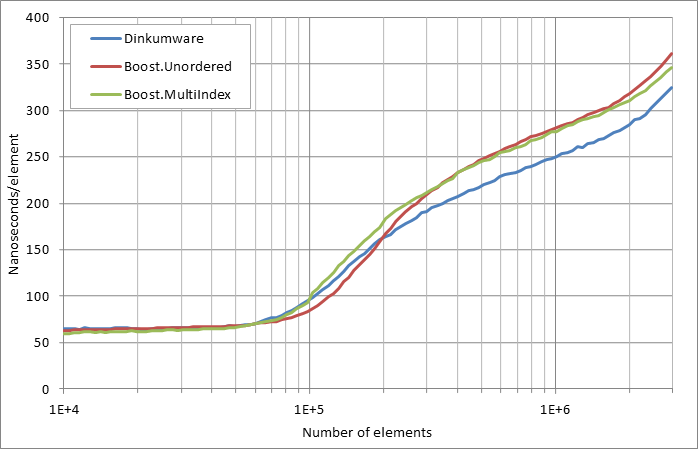 400
350
300
250
200
150
100
50
0
Nanoseconds/element
Dinkumware
Boost.Unordered
Boost.MultiIndex
1E+4
1E+5
1E+6
Number of elements